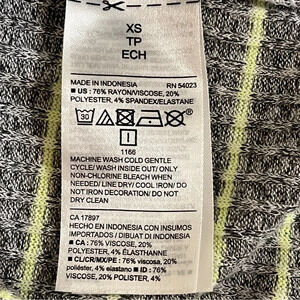 XS
TP
ECH
MADE IN INDONESIA RN 54023
■ US : 76% RAYON/VISCOSE, 20%
POLYESTER, 4% SPANDEX/ELASTANE
30
I
1166
MACHINE WASH COLD GENTLE
CYCLE/ WASH INSIDE OUT/ ONLY
NON-CHLORINE BLEACH WHEN
NEEDED/ LINE DRY/ COOL IRON/ DO
NOT IRON DECORATION/ DO NOT
DRY CLEAN
CA 17897
HECHO EN INDONESIA CON INSUMOS
IMPORTADOS / DIBUAT DI INDONESIA
■ CA : 76% VISCOSE, 20%
POLYESTER, 4% ÉLASTHANNE
■ CL/MX/PE : 76% viscosa, 20%
poliéster, 4% elastano ■ ID : 76%
VISCOSE, 20% POLIESTER, 4%